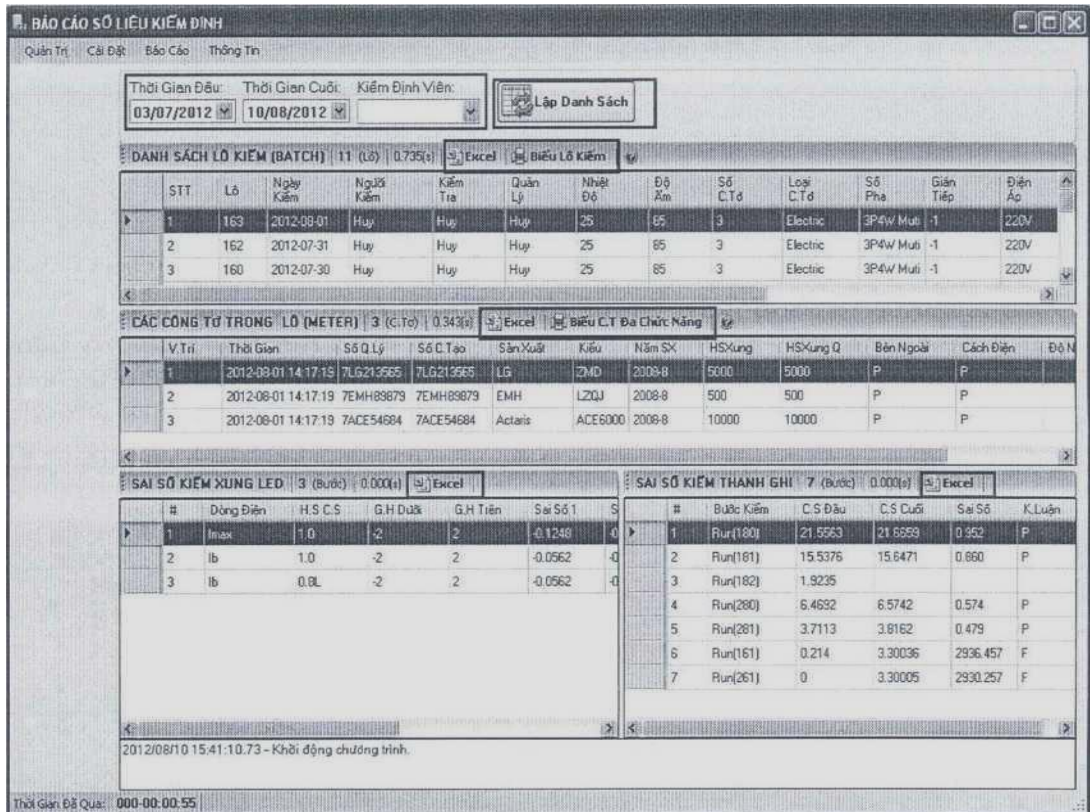 BÁO CÁO SỐ LIỆU KIỂM ĐỊNH
Quản Trị Cài Đặt Báo Cáo Thông Tin
Thời Gian Đầu: Thời Gian Cuối: Kiểm Định Viên:
03/07/2012 10/08/2012 Lập Danh Sách
DANH SÁCH LÔ KIỂM (BATCH) 11 (Lô) 0.735(s) Excel Biểu Lô Kiểm
STT Lô Ngày Kiểm Người Kiểm Kiểm Tra Quản Lý Nhiệt Độ Độ Ẩm Số C.Tơ Loại C.Tơ Số Pha Gián Tiếp Điện Áp
1 163 2012-08-01 Huy Huy Huy 25 65 3 Electric 3P4W Muti -1 220V
2 162 2012-07-31 Huy Huy Huy 25 65 3 Electric 3P4W Muti -1 220V
3 160 2012-07-30 Huy Huy Huy 25 65 3 Electric 3P4W Muti -1 220V
CÁC CÔNG TƠ TRONG LÔ (METER) 3 (C.Tơ) 0.343(s) Excel Biểu C.T Đa Chức Năng
V.Trí Thời Gian Số Q.Lý Số C.Tạo Sản Xuất Kiểu Năm SX HSXung HSXung Q Bên Ngoài Cách Điện Độ N
1 2012-08-01 14:17:19 7LG213565 7LG213565 LG ZMD 2008-8 5000 5000 P P
2 2012-08-01 14:17:19 7EMH89879 7EMH89879 EMH LZQJ 2008-8 500 500 P P
3 2012-08-01 14:17:19 7ACE54684 7ACE54684 Actaris ACE6000 2008-8 10000 10000 P P
SAI SỐ KIỂM XUNG LED 3 (Bước) 0.000(s) Excel
# Dòng Điện H.S C.S G.H Dưới G.H Trên Sai Số 1 S
1 Imax 1.0 -2 2 -0.1248 -0
2 Ib 1.0 -2 2 -0.0562 -0
3 Ib 0.8L -2 2 -0.0562 -0
SAI SỐ KIỂM THANH GHI 7 (Bước) 0.000(s) Excel
# Bước Kiểm C.S Đầu C.S Cuối Sai Số K.Luận
1 Run(180) 21.5563 21.6659 0.952 P
2 Run(181) 15.5376 15.6471 0.860 P
3 Run(182) 1.9235
4 Run(280) 6.4692 6.5742 0.574 P
5 Run(281) 3.7113 3.8162 0.479 P
6 Run(161) 0.214 3.30036 2936.457 F
7 Run(261) 0 3.30005 2930.257 F
2012/08/10 15:41:10.73 - Khởi động chương trình.
Thời Gian Đã Qua: 000-00:00:55